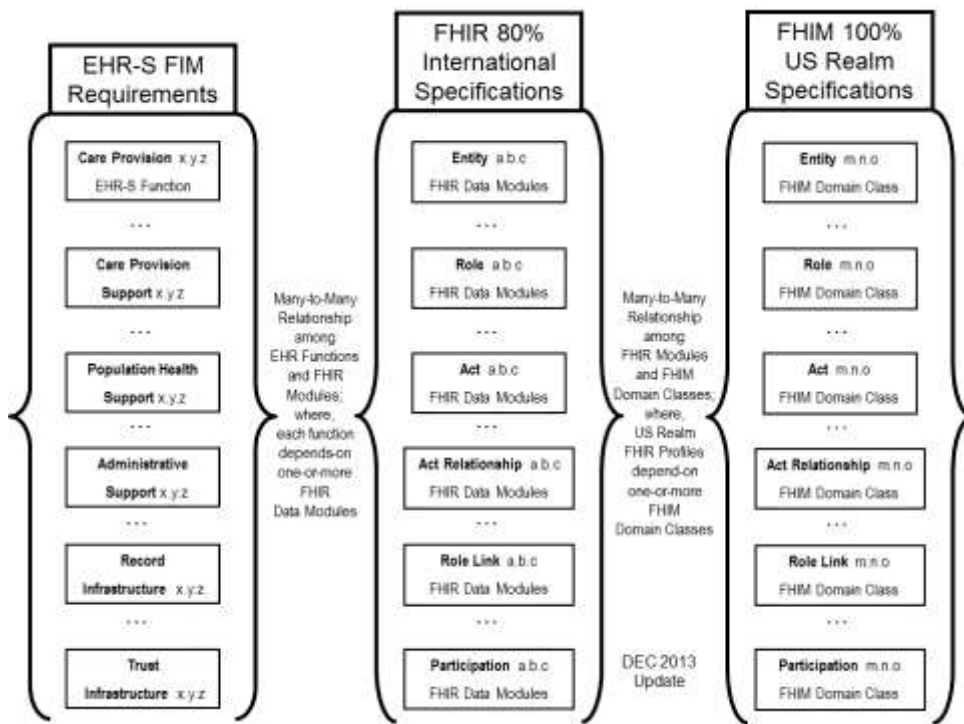 EHR-S FIM
Requirements
Care Provision x.y.z
EHR-S Function
...
Care Provision
Support x.y.z
...
Population Health
Support x.y.z
...
Administrative
Support x.y.z
...
Record
Infrastructure x.y.z
...
Trust
Infrastructure x.y.z
Many-to-Many
Relationship
among
EHR Functions
and FHIR
Modules;
where,
each function
depends-on
one-or-more
FHIR
Data Modules
FHIR 80%
International
Specifications
Entity a.b.c
FHIR Data Modules
...
Role a.b.c
FHIR Data Modules
...
Act a.b.c
FHIR Data Modules
...
Act Relationship a.b.c
FHIR Data Modules
...
Role Link a.b.c
FHIR Data Modules
...
Participation a.b.c
FHIR Data Modules
Many-to-Many
Relationship
among
FHIR Modules
and FHIM
Domain Classes;
where,
US Realm
FHIR Profiles
depend-on
one-or-more
FHIM
Domain Classes
DEC 2013
Update
FHIM 100%
US Realm
Specifications
Entity m.n.o
FHIM Domain Class
...
Role m.n.o
FHIM Domain Class
...
Act m.n.o
FHIM Domain Class
...
Act Relationship m.n.o
FHIM Domain Class
...
Role Link m.n.o
FHIM Domain Class
...
Participation m.n.o
FHIM Domain Class